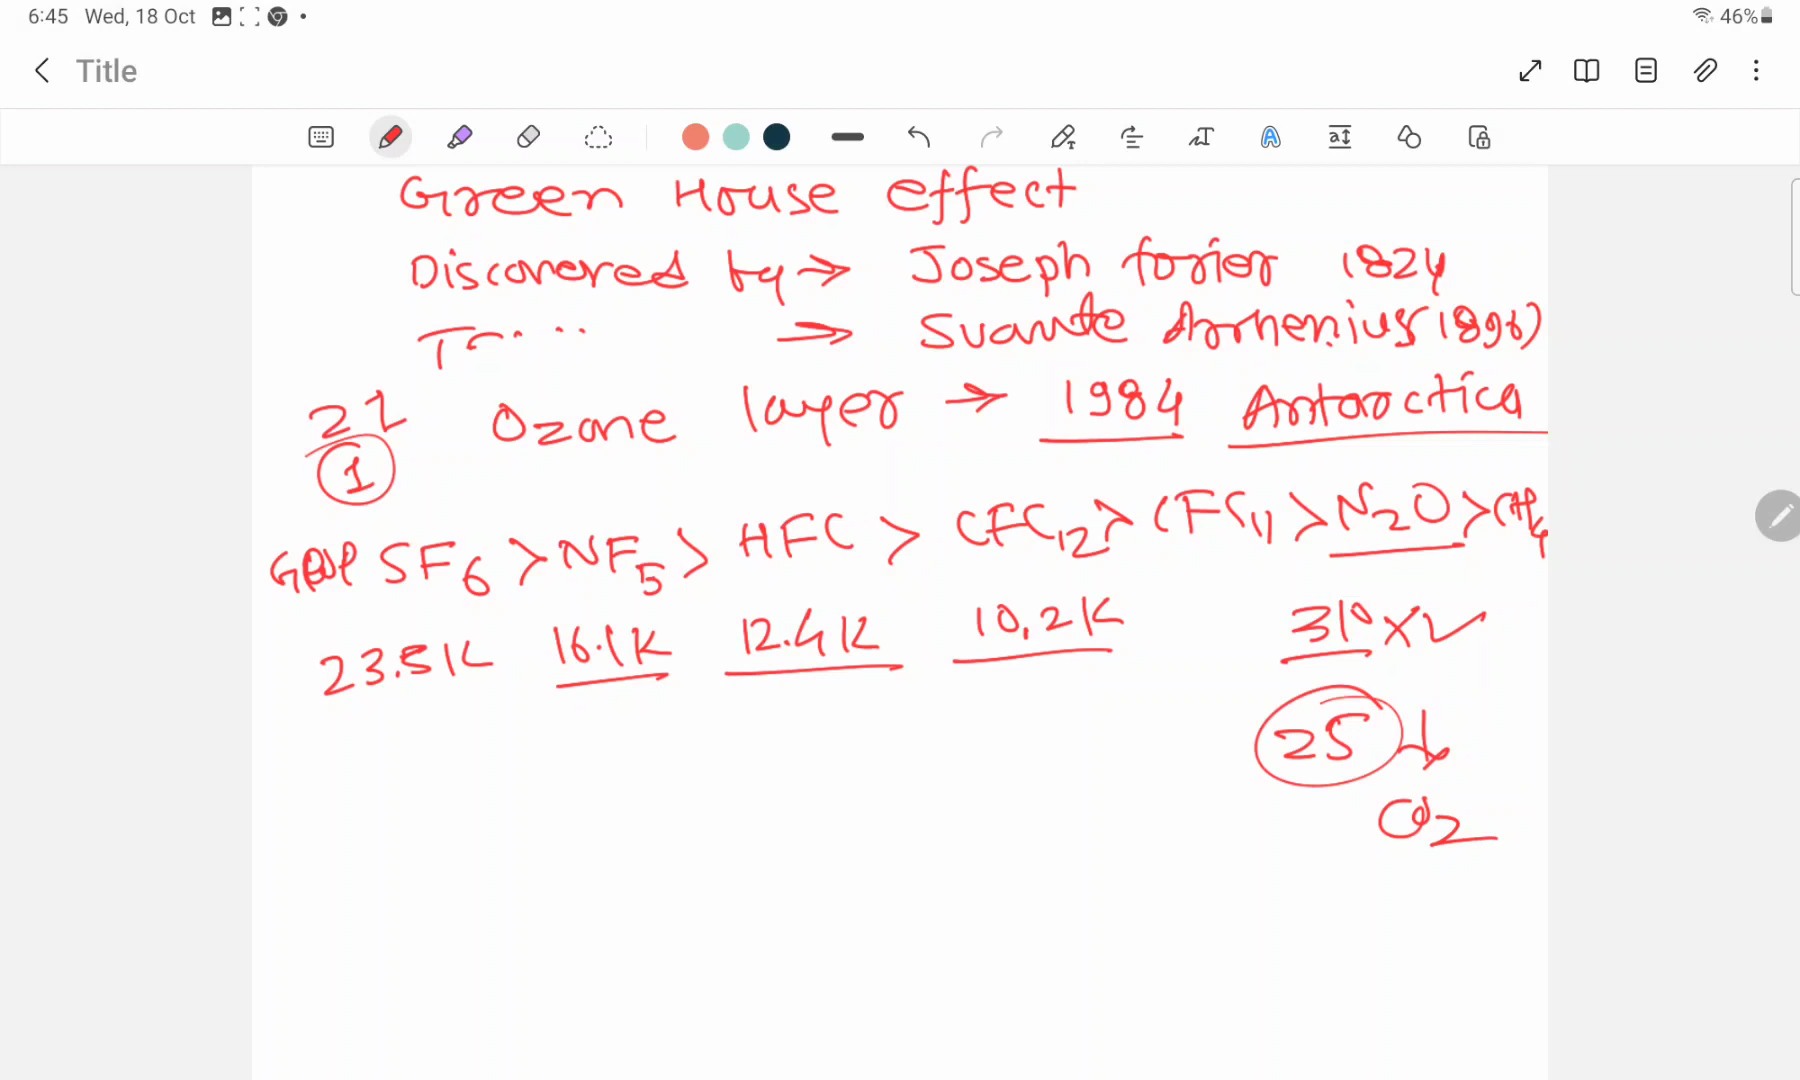 6:45 Wed, 18 Oct
46%
Title
Green House effect
Discovered by → Joseph forier 1824
→ Svante Arrhenius (1896)
Ozone layer → 1984 Antarctica
1
GWP SF6 > NF5 > HFC > CFC12 > CFC11 > N2O > CH4
23.5K 16.1K 12.4K 10.2K 310 X ✓
25 ↓
CO2